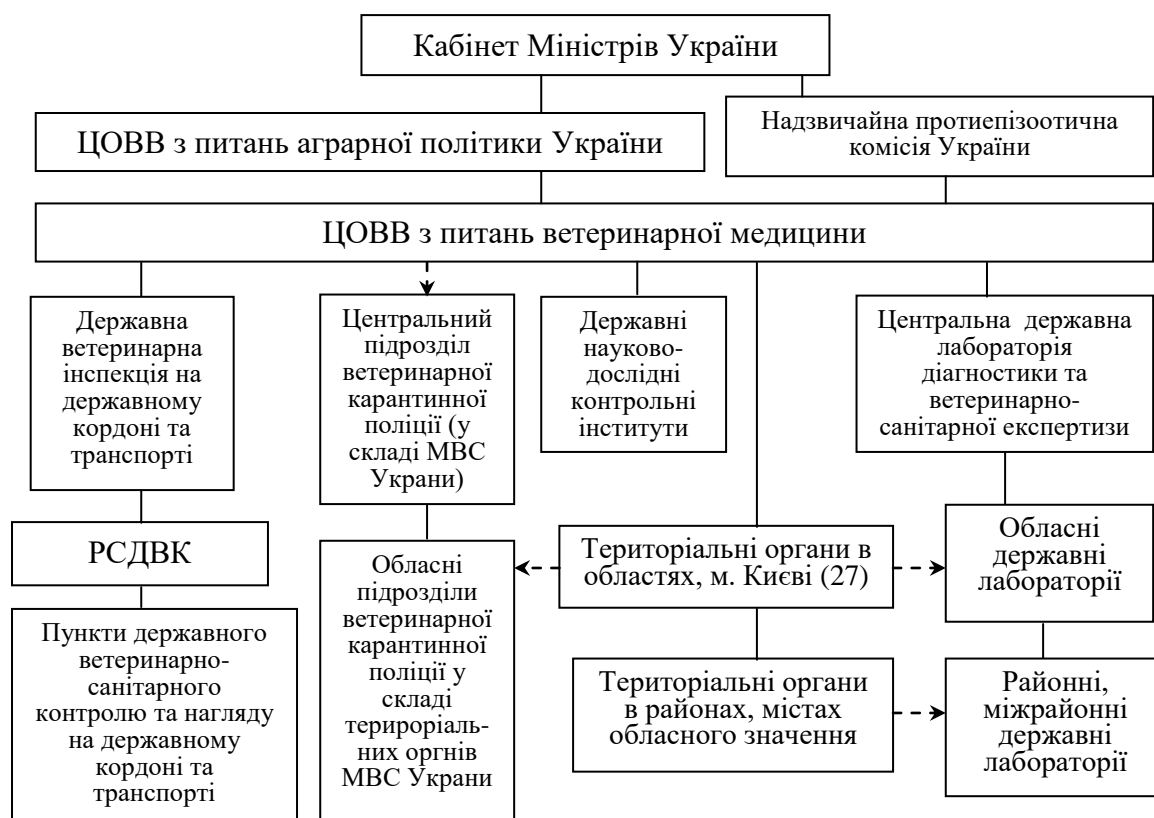 Кабінет Міністрів України
ЦОВВ з питань аграрної політики України
Надзвичайна протиепізоотична
комісія України
ЦОВВ з питань ветеринарної медицини
Державна
ветеринарна
інспекція на
державному
кордоні та
транспорті
Центральний
підрозділ
ветеринарної
карантинної
поліції (у
складі МВС
Украни)
Державні
науково-
дослідні
контрольні
інститути
Центральна державна
лабораторія
діагностики та
ветеринарно-
санітарної експертизи
РСДВК
Обласні
підрозділи
ветеринарної
карантинної
поліції у
складі
терироріаль-
них оргнів
МВС Украни
Територіальні органи в
областях, м. Києві (27)
Обласні
державні
лабораторії
Пункти державного
ветеринарно-
санітарного
контролю та нагляду
на державному
кордоні та
транспорті
Територіальні органи
в районах, містах
обласного значення
Районні,
міжрайонні
державні
лабораторії